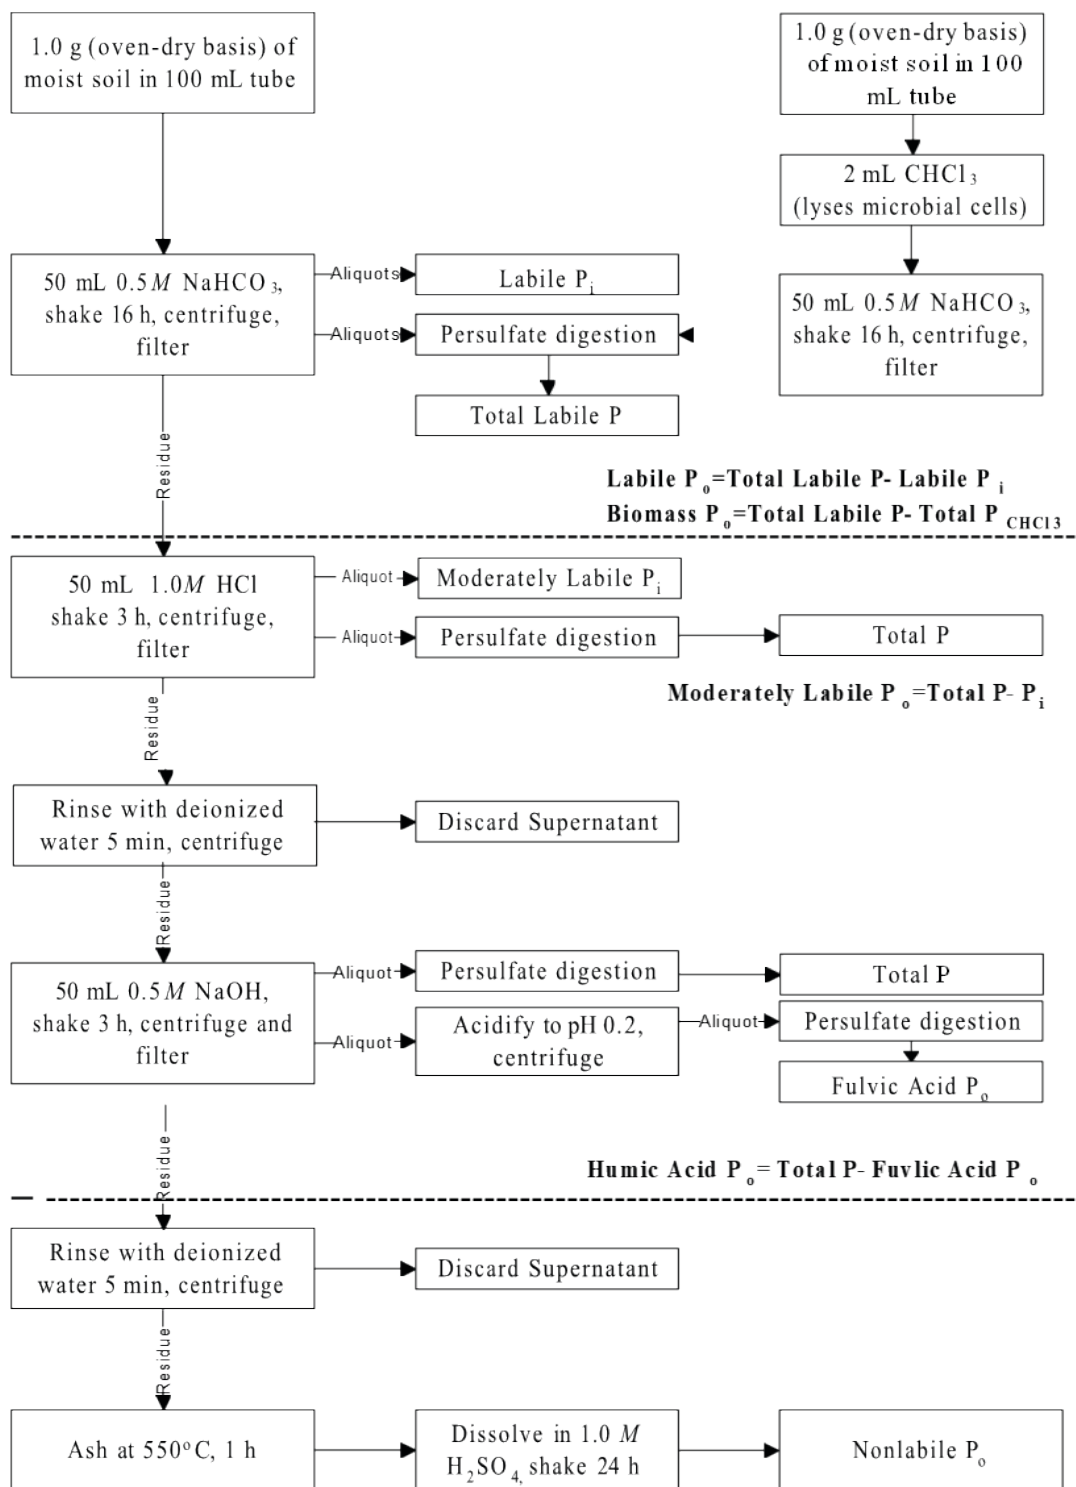 1.0 g (oven-dry basis) of
moist soil in 100 mL tube
1.0 g (oven-dry basis)
of moist soil in 100
mL tube
2 mL CHCl3
(lyses microbial cells)
50 mL 0.5M NaHCO3,
shake 16 h, centrifuge,
filter
Aliquots
Labile Pi
Aliquots
Persulfate digestion
Total Labile P
50 mL 0.5M NaHCO3,
shake 16 h, centrifuge,
filter
Residue
Labile Po=Total Labile P- Labile Pi
Biomass Po=Total Labile P- Total P CHCl3
50 mL 1.0M HCl
shake 3 h, centrifuge,
filter
Aliquot
Moderately Labile Pi
Aliquot
Persulfate digestion
Total P
Moderately Labile Po=Total P- Pi
Residue
Rinse with deionized
water 5 min, centrifuge
Discard Supernatant
Residue
50 mL 0.5M NaOH,
shake 3 h, centrifuge and
filter
Aliquot
Persulfate digestion
Total P
Aliquot
Acidify to pH 0.2,
centrifuge
Aliquot
Persulfate digestion
Fulvic Acid Po
Residue
Humic Acid Po= Total P- Fuvlic Acid Po
Rinse with deionized
water 5 min, centrifuge
Discard Supernatant
Residue
Ash at 550°C, 1 h
Dissolve in 1.0 M
H2SO4, shake 24 h
Nonlabile Po